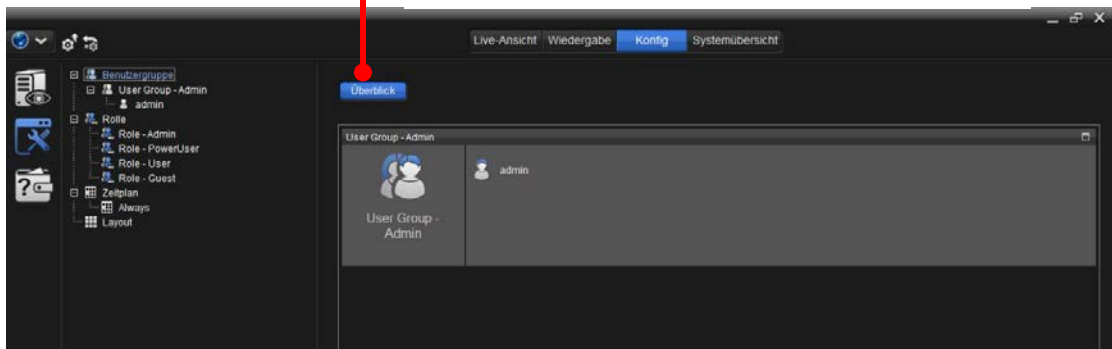 Live-Ansicht Wiedergabe Konfig Systemübersicht
Benutzergruppe
User Group - Admin
admin
Rolle
Role - Admin
Role - PowerUser
Role - User
Role - Guest
Zeitplan
Always
Layout
Überblick
User Group - Admin
User Group -
Admin
admin